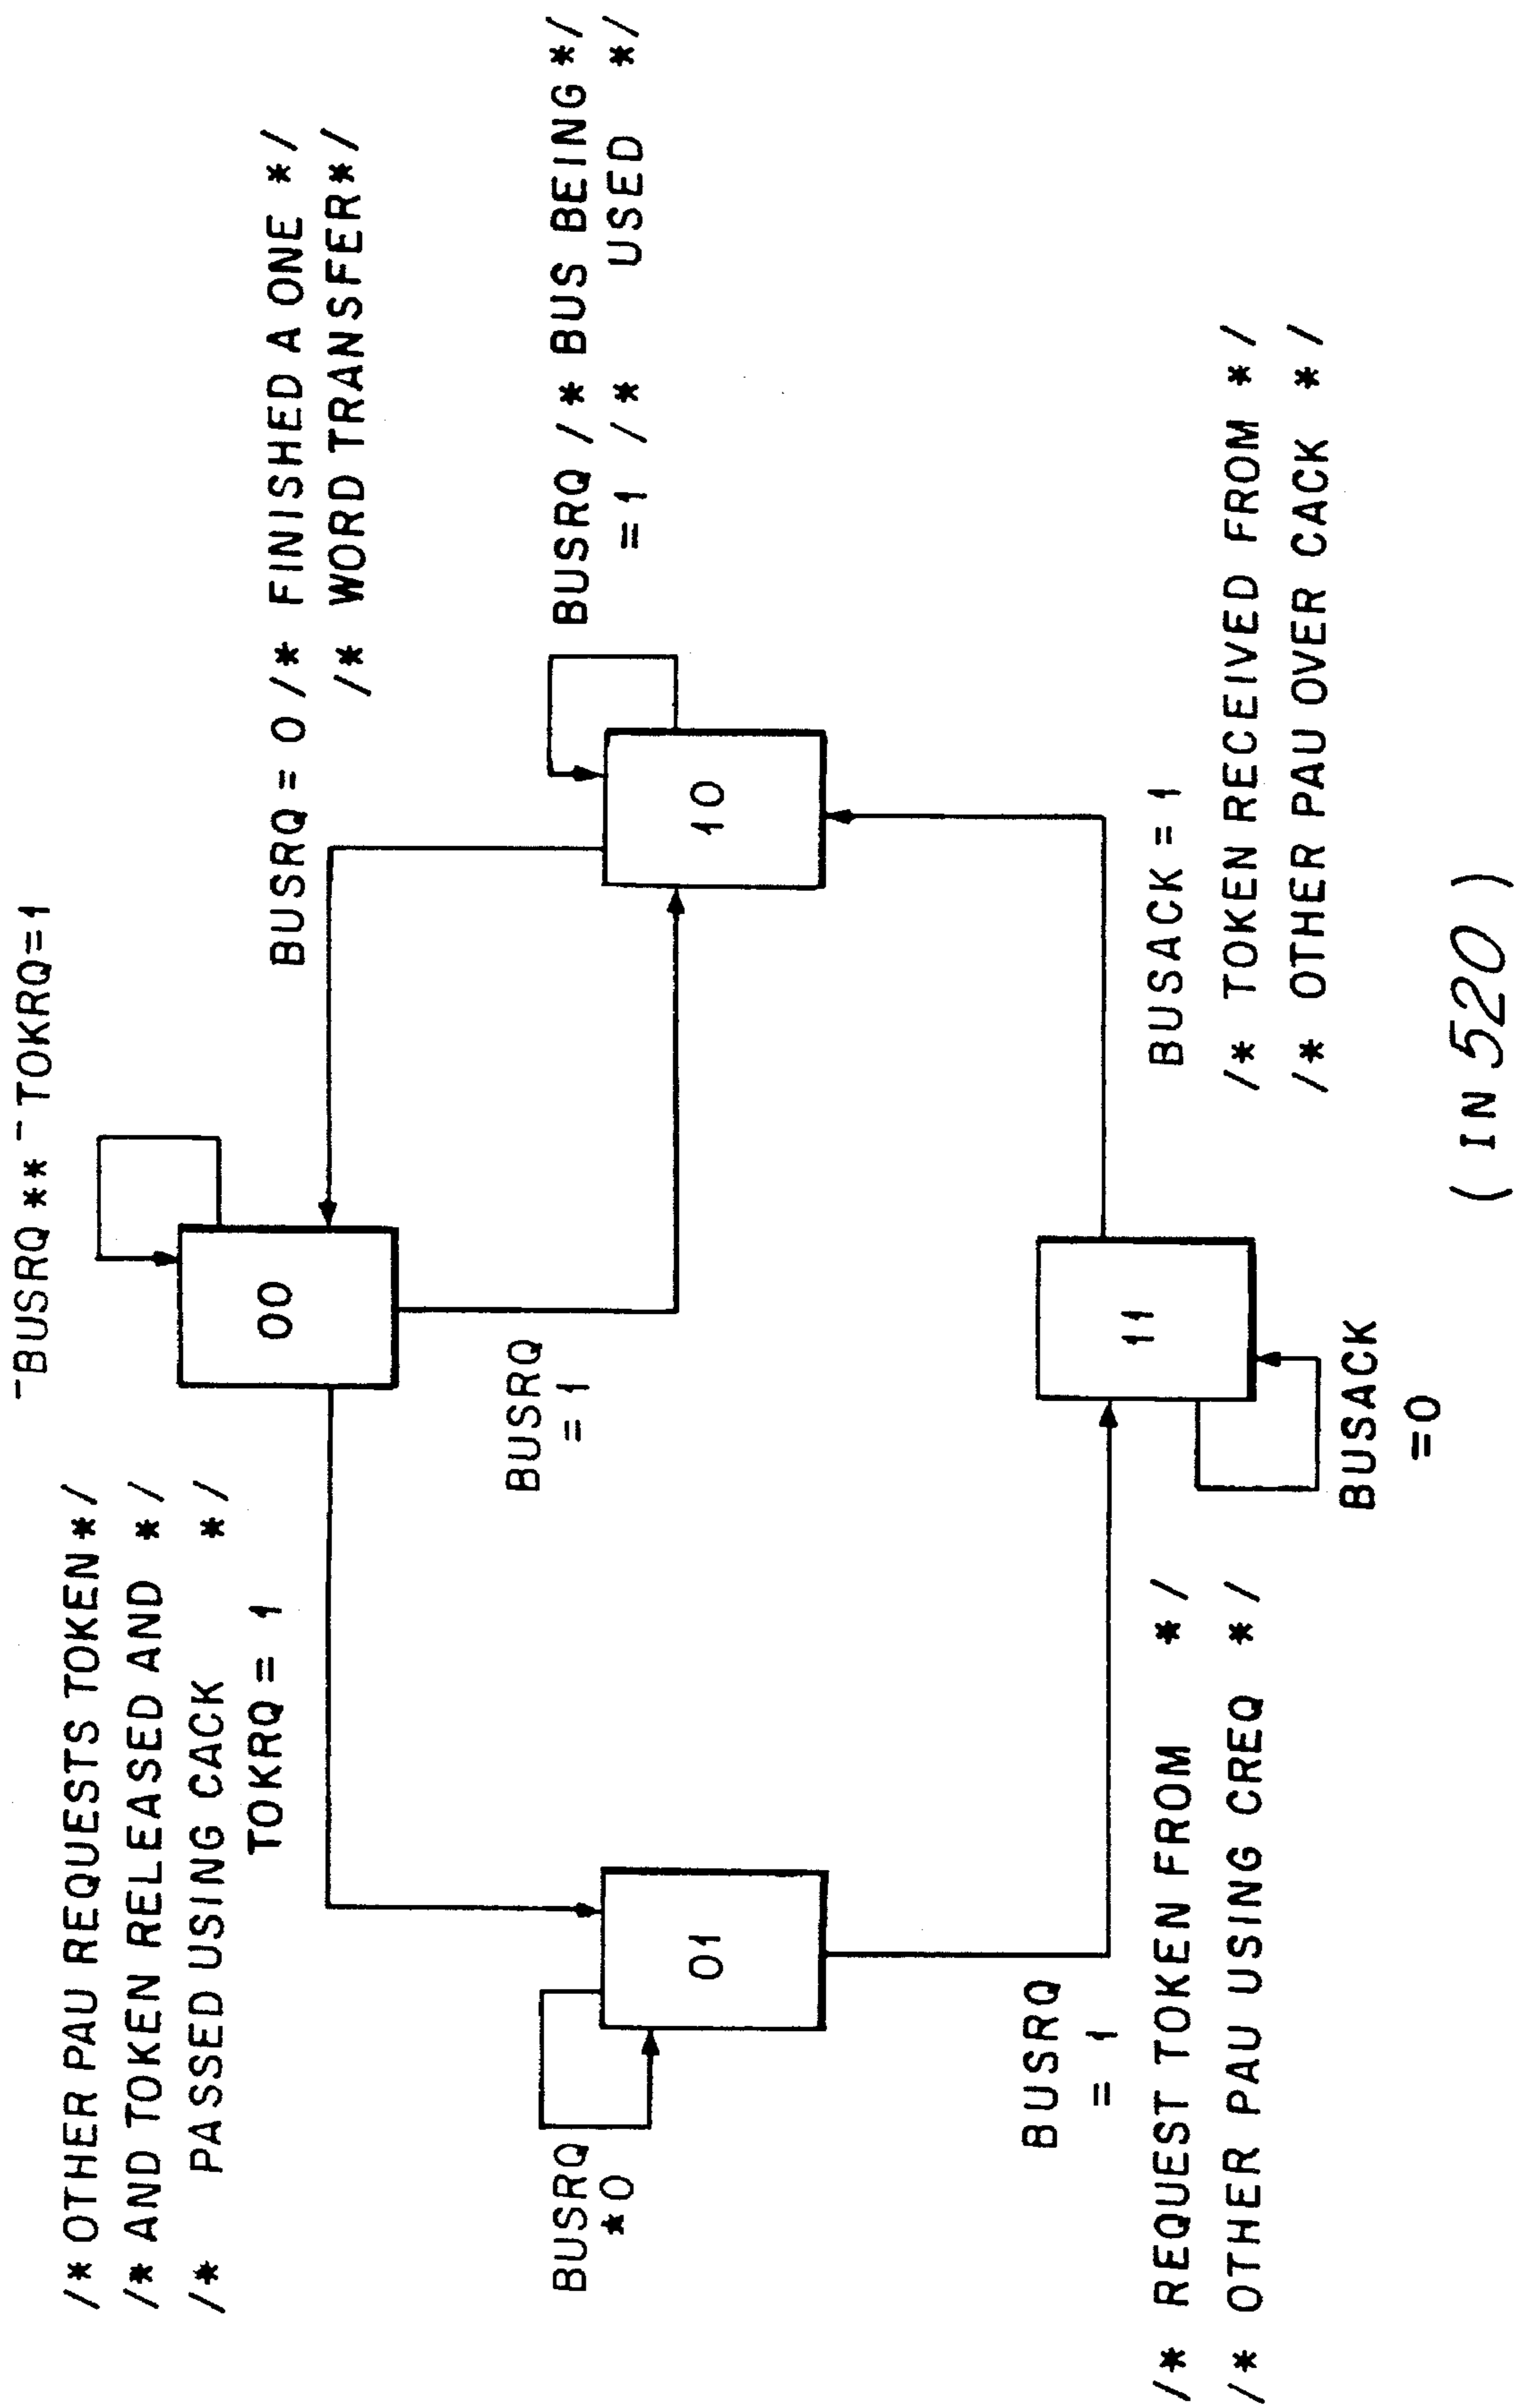 /* OTHER PAU REQUESTS TOKEN */
/* AND TOKEN RELEASED AND */
/* PASSED USING CACK */
TOKRQ = 1
¯BUSRQ ** ¯TOKRQ=1
00
BUSRQ = 0 /* FINISHED A ONE */
/* WORD TRANSFER */
BUSRQ
= 1
BUSRQ
*0
01
10
BUSRQ /* BUS BEING */
= 1 /* USED */
BUSRQ
= 1
/* REQUEST TOKEN FROM */
/* OTHER PAU USING CREQ */
11
BUSACK
=0
BUSACK = 1
/* TOKEN RECEIVED FROM */
/* OTHER PAU OVER CACK */
( IN 520 )